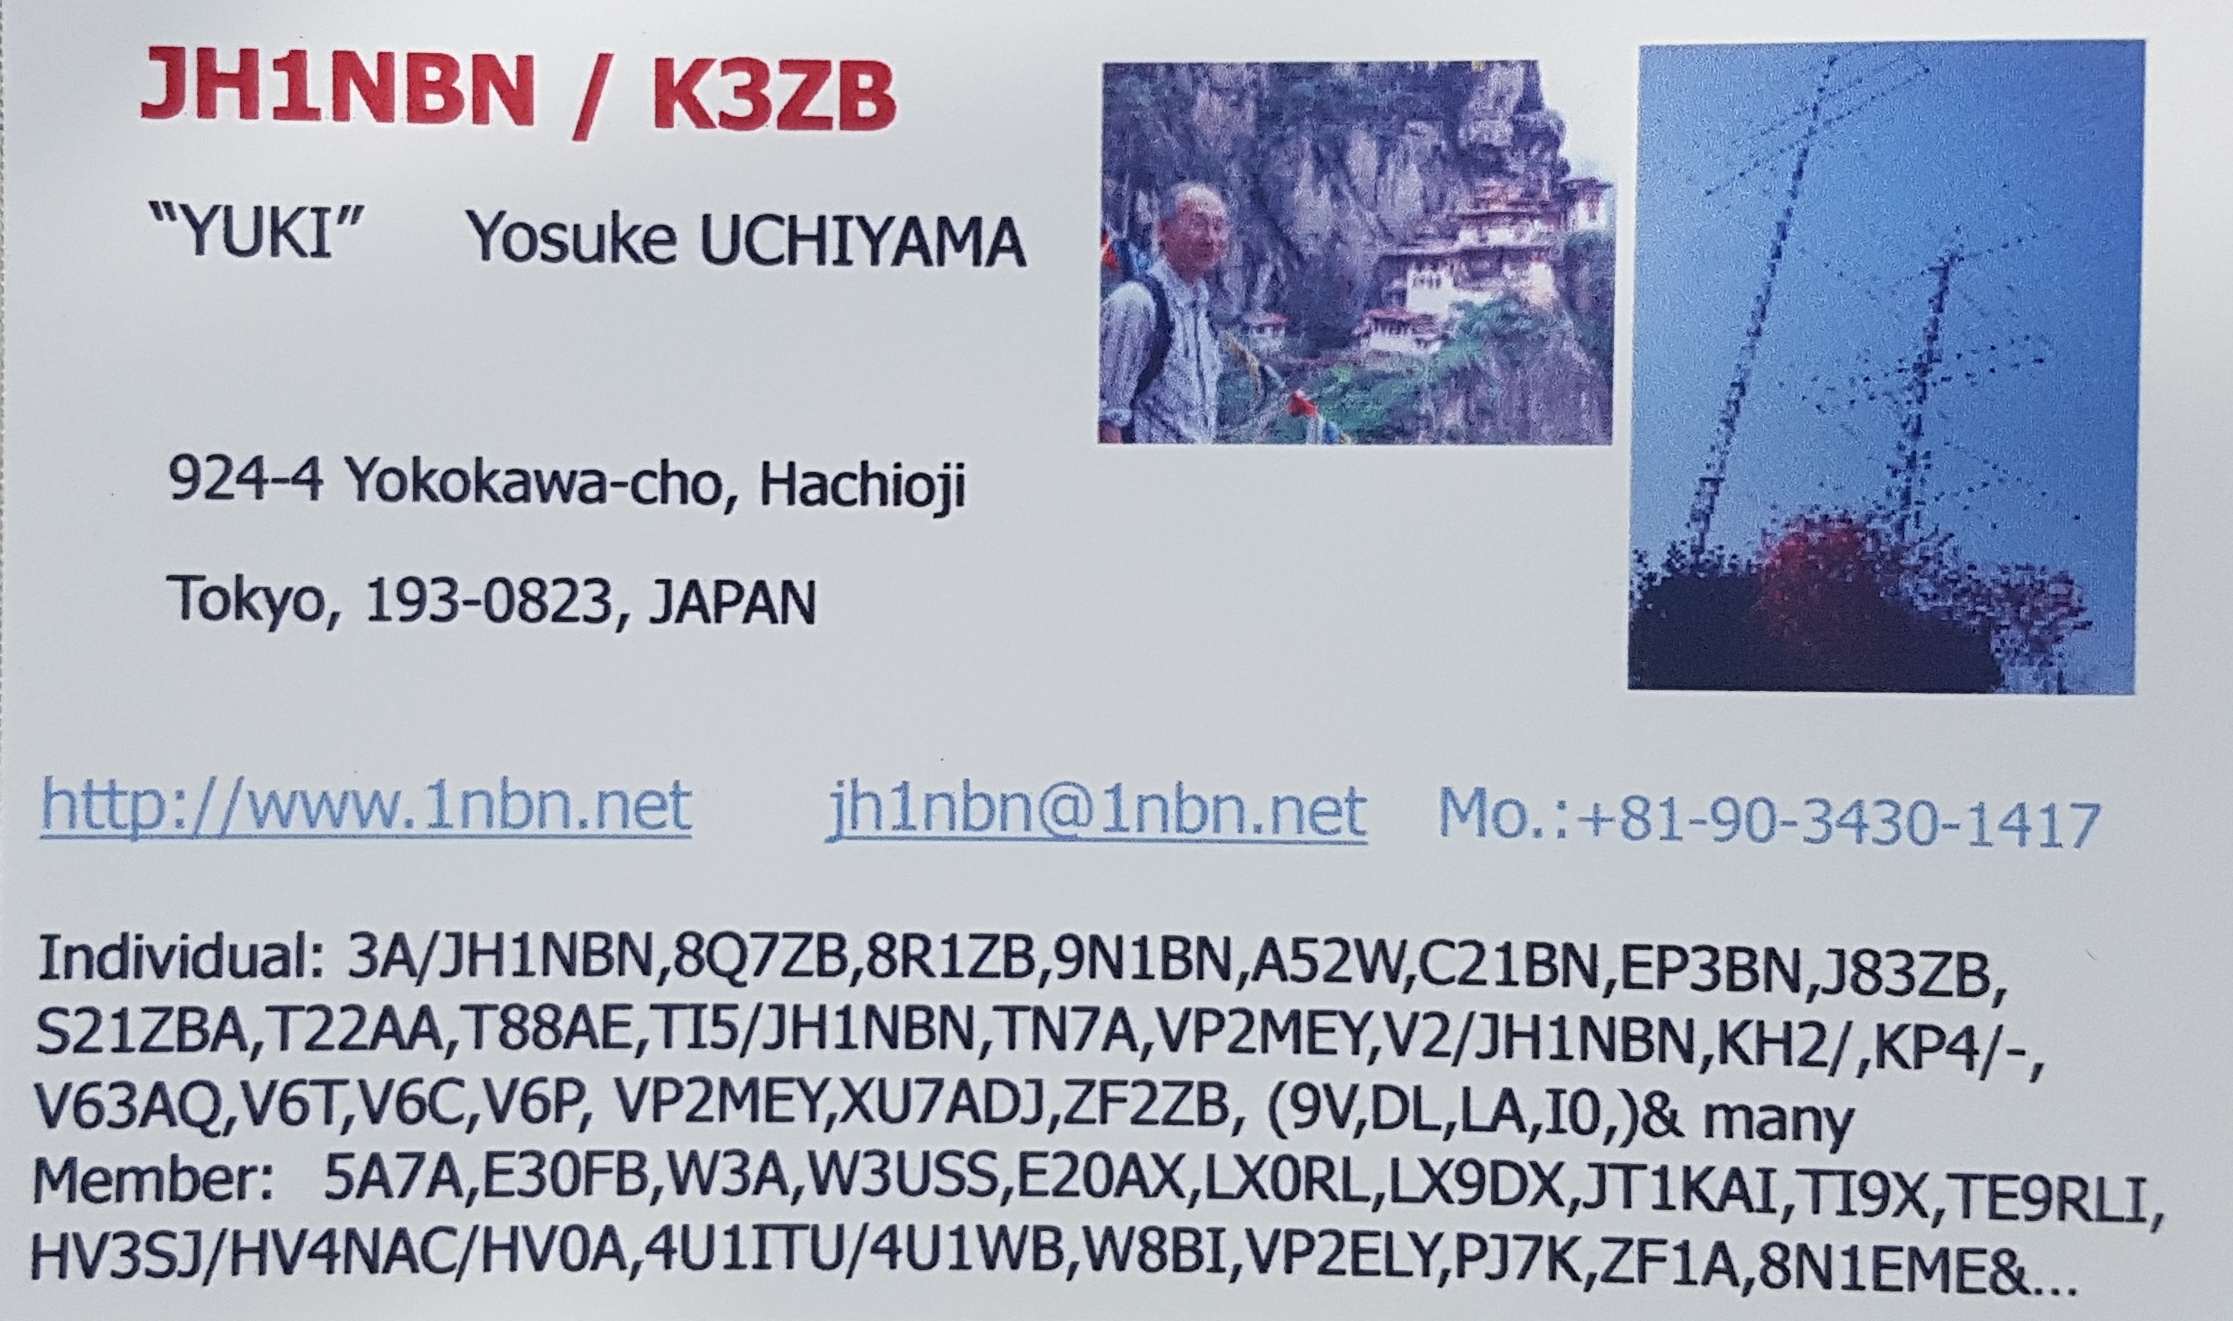 JH1NBN / K3ZB
"YUKI" Yosuke UCHIYAMA
924-4 Yokokawa-cho, Hachioji
Tokyo, 193-0823, JAPAN
http://www.1nbn.net jh1nbn@1nbn.net Mo.:+81-90-3430-1417
Individual: 3A/JH1NBN,8Q7ZB,8R1ZB,9N1BN,A52W,C21BN,EP3BN,J83ZB,
S21ZBA,T22AA,T88AE,TI5/JH1NBN,TN7A,VP2MEY,V2/JH1NBN,KH2/,KP4/-,
V63AQ,V6T,V6C,V6P, VP2MEY,XU7ADJ,ZF2ZB, (9V,DL,LA,I0,)& many
Member: 5A7A,E30FB,W3A,W3USS,E20AX,LX0RL,LX9DX,JT1KAI,TI9X,TE9RLI,
HV3SJ/HV4NAC/HV0A,4U1ITU/4U1WB,W8BI,VP2ELY,PJ7K,ZF1A,8N1EME&...